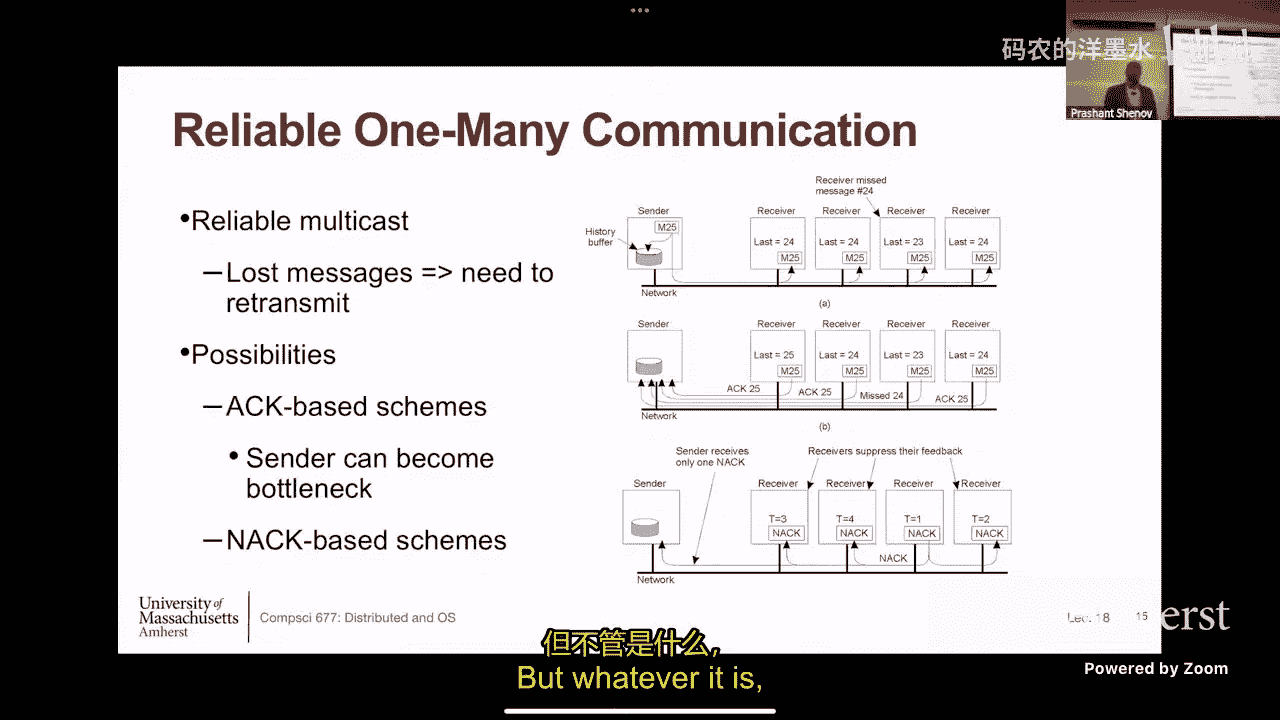 码农的洋墨水
Prashant Shenoy
Reliable One-Many Communication
•Reliable multicast
–Lost messages => need to
retransmit
•Possibilities
–ACK-based schemes
• Sender can become
bottleneck
–NACK-based schemes
Receiver missed
message #24
Sender
Receiver
Receiver
Receiver
Receiver
History
buffer
M25
Last = 24
Last = 24
Last = 23
Last = 24
M25
M25
M25
M25
Network
(a)
Sender
Receiver
Receiver
Receiver
Receiver
Last = 25
Last = 24
Last = 23
Last = 24
M25
M25
M25
M25
ACK 25
ACK 25
Missed 24
ACK 25
Network
(b)
Sender receives
only one NACK
Receivers suppress their feedback
Sender
Receiver
Receiver
Receiver
Receiver
T=3
T=4
T=1
T=2
NACK
NACK
NACK
NACK
NACK
Network
University of
Massachusetts
Amherst
Compsci 677: Distributed and OS
Lec. 18
15
erst
但不管是什么，
But whatever it is,
Powered by Zoom